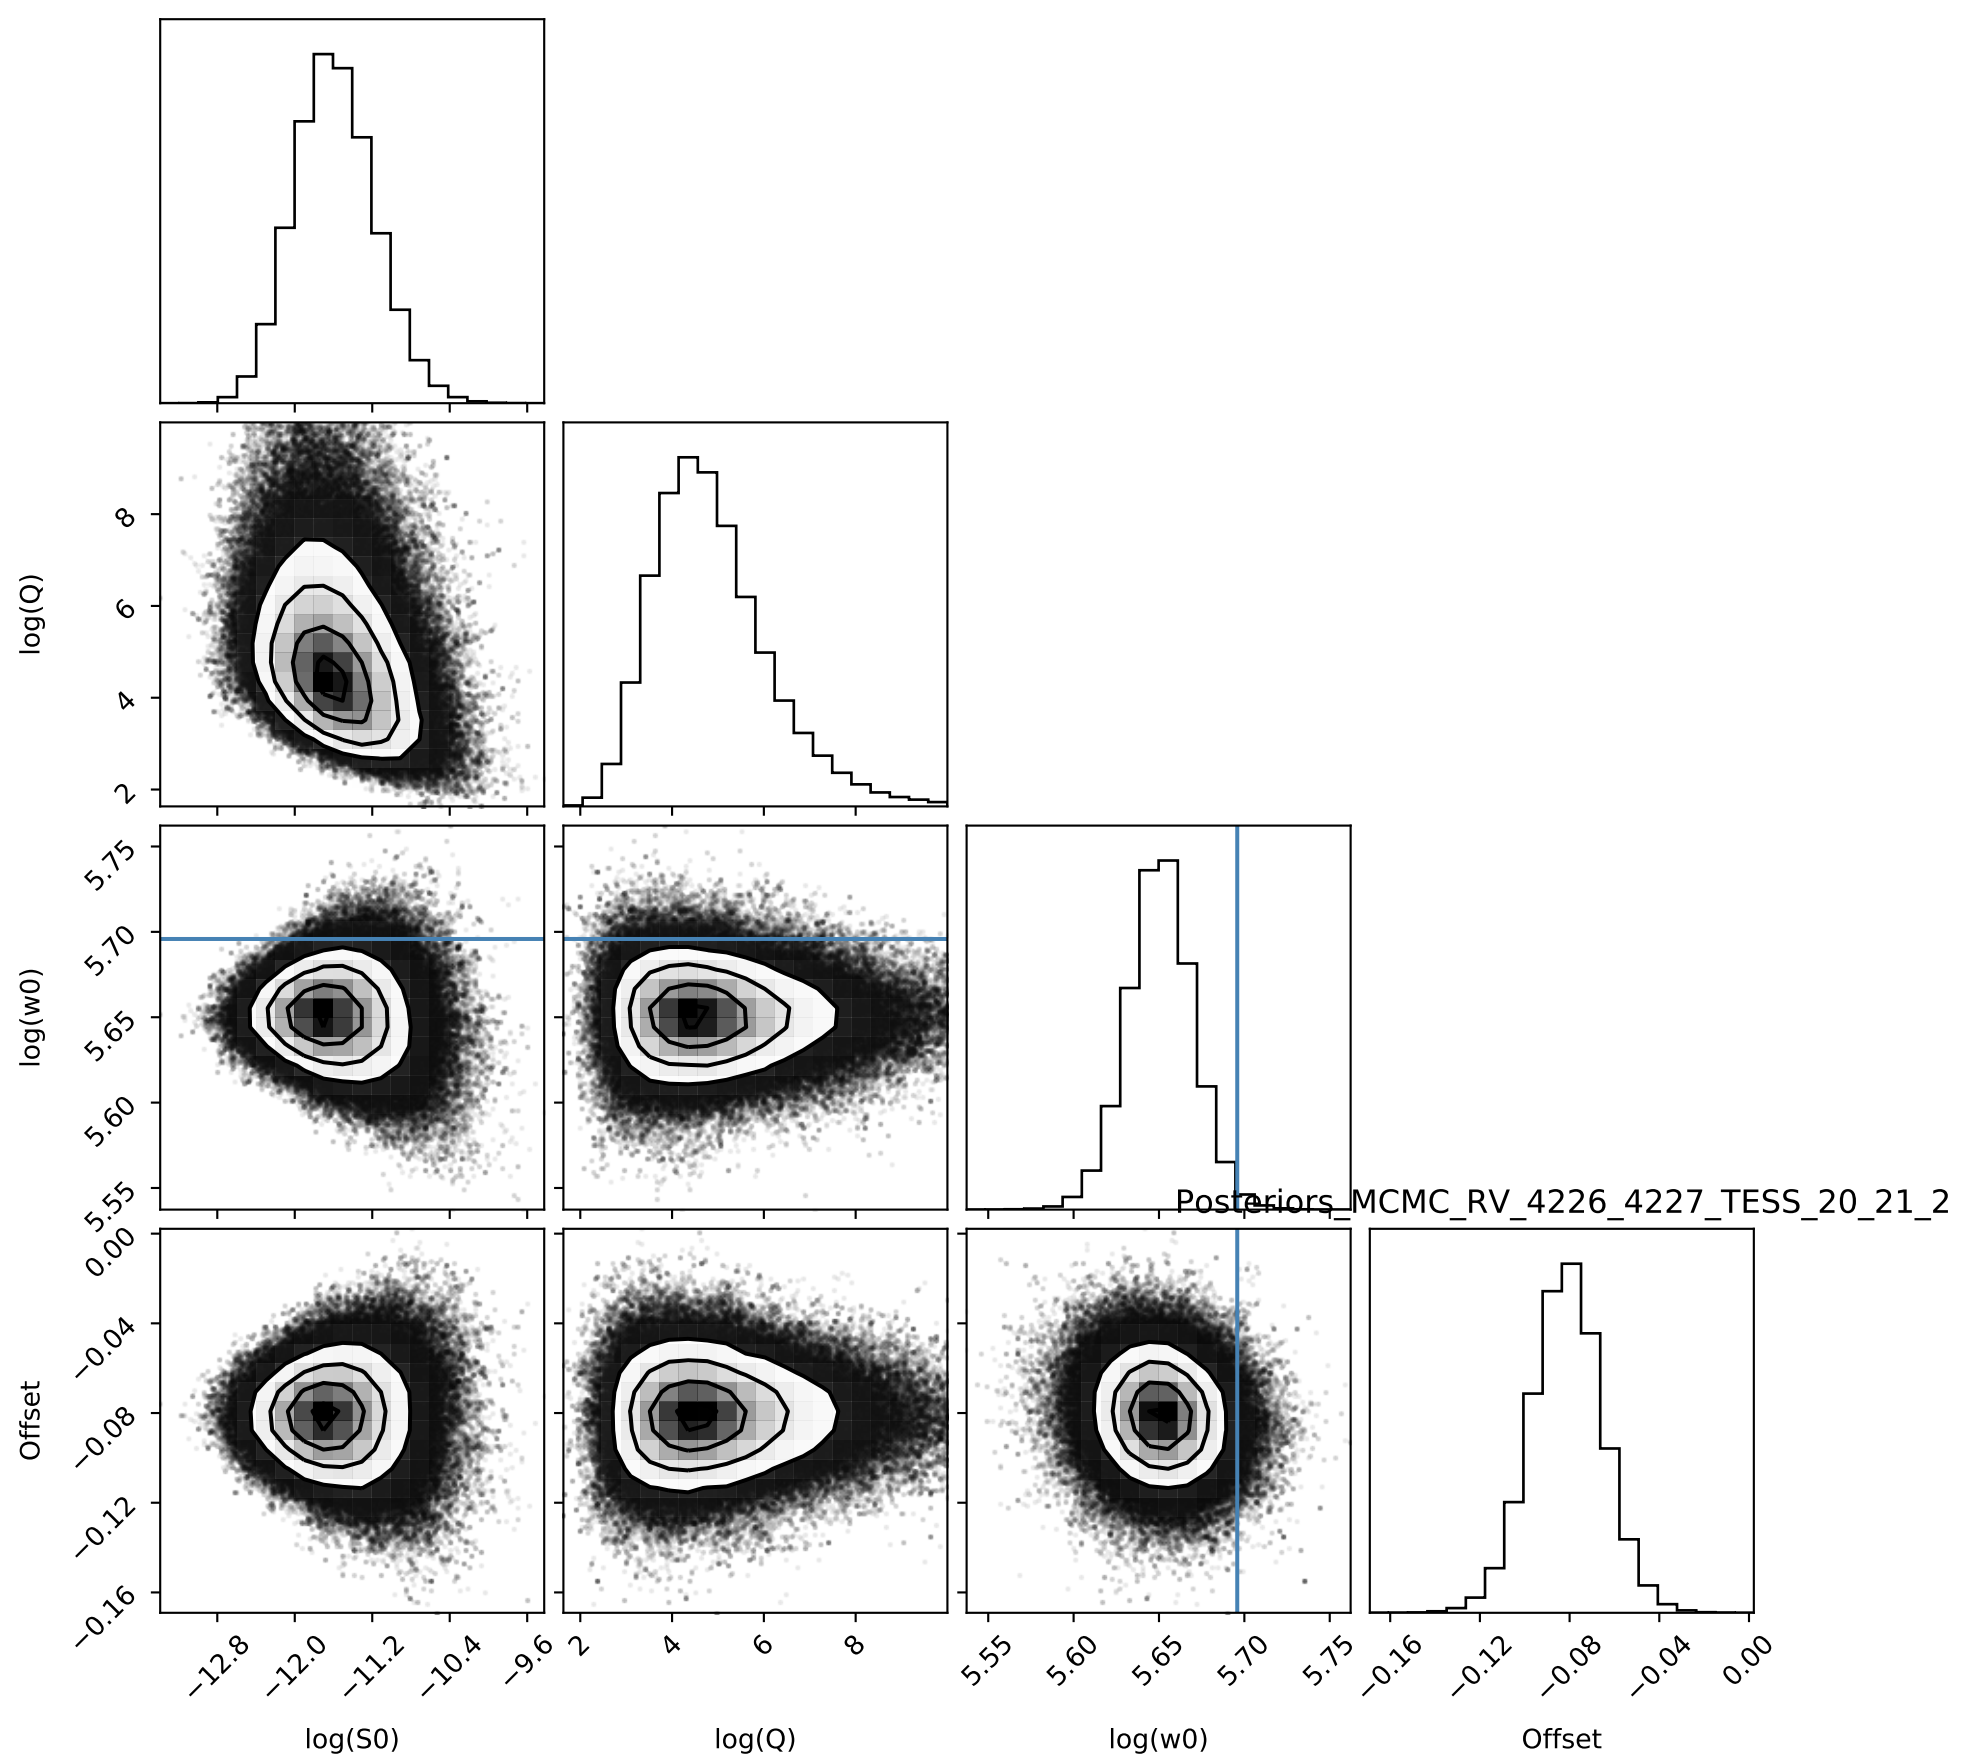 log(Q)
8
6
4
2
log(w0)
5.75
5.70
5.65
5.60
5.55
Posteriors_MCMC_RV_4226_4227_TESS_20_21_2
Offset
0.00
−0.04
−0.08
−0.12
−0.16
−12.8 −12.0 −11.2 −10.4 −9.6
2 4 6 8
5.55 5.60 5.65 5.70 5.75
−0.16 −0.12 −0.08 −0.04 0.00
log(S0) log(Q) log(w0) Offset